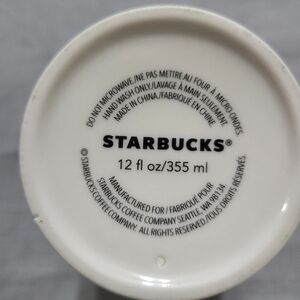 DO NOT MICROWAVE/NE PAS METTRE AU FOUR À MICRO ONDES
HAND WASH ONLY/LAVAGE À MAIN SEULEMENT
MADE IN CHINA/FABRIQUE EN CHINE
STARBUCKS®
12 fl oz/355 ml
MANUFACTURED FOR / FABRIQUÉ POUR
STARBUCKS COFFEE COMPANY SEATTLE, WA 98134
© STARBUCKS COFFEE COMPANY. ALL RIGHTS RESERVED/TOUS DROITS RÉSERVÉS